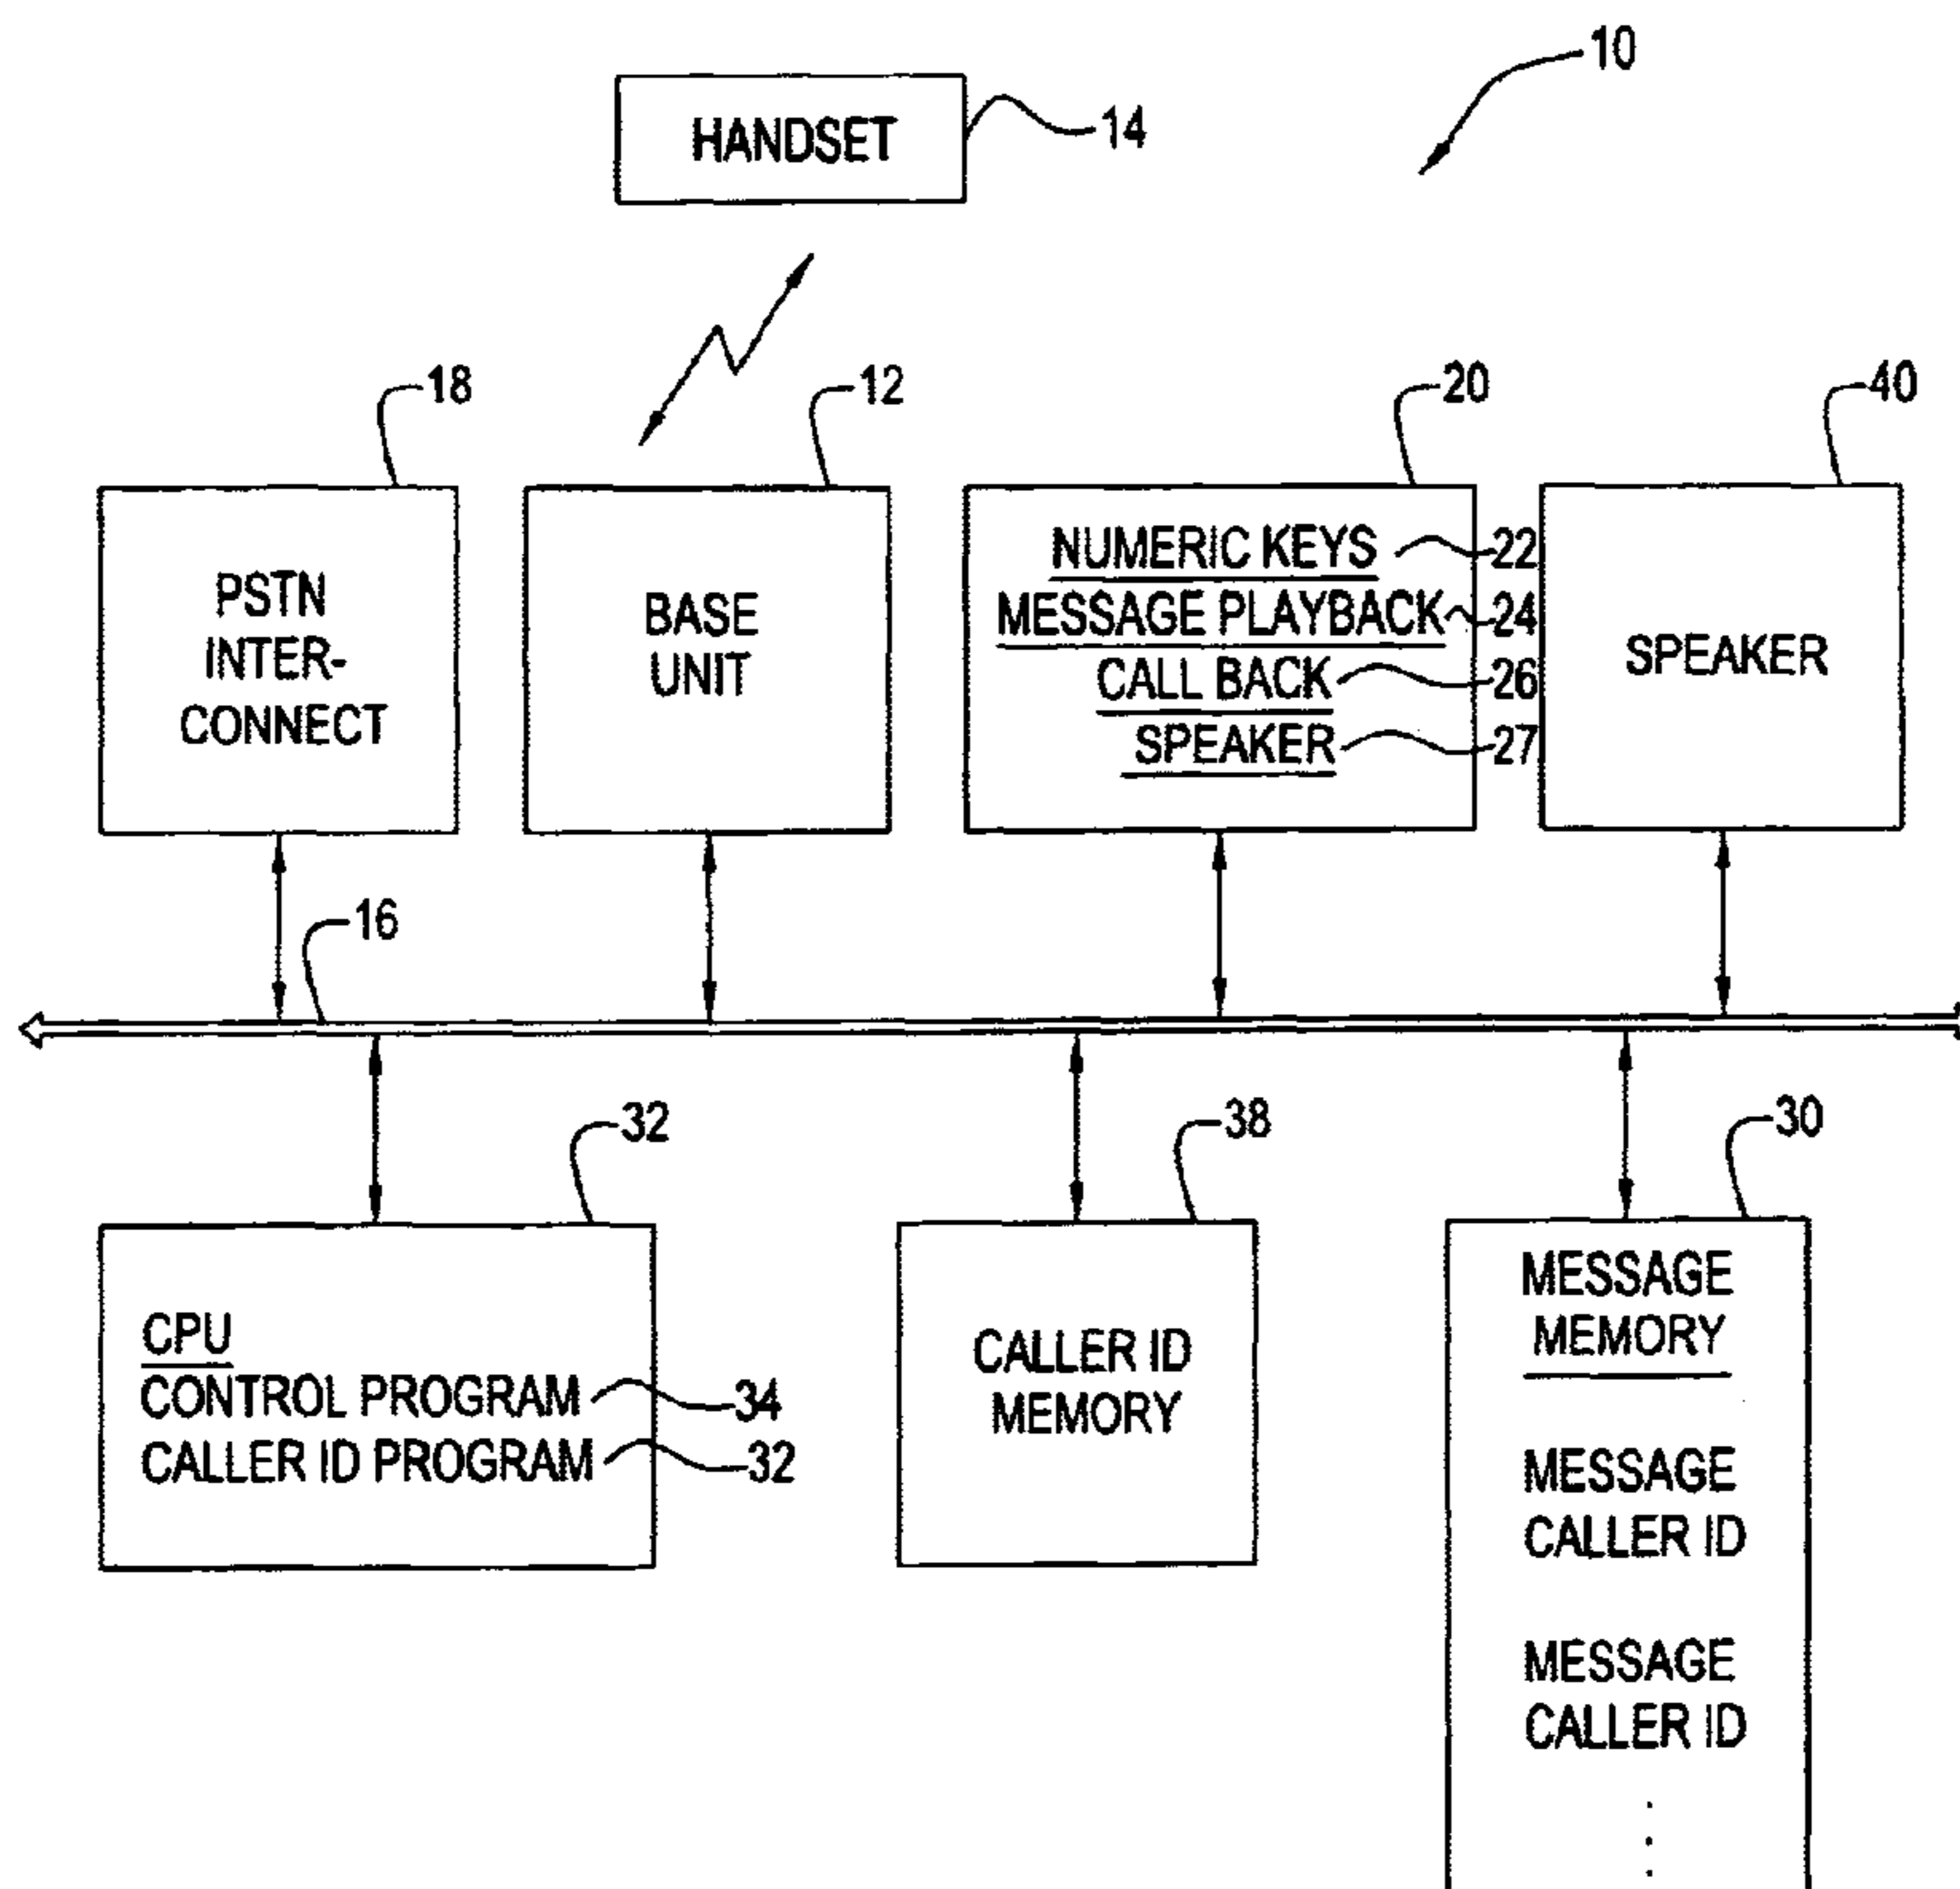 10
HANDSET
14
18
12
20
40
PSTN
INTER-
CONNECT
BASE
UNIT
NUMERIC KEYS 22
MESSAGE PLAYBACK 24
CALL BACK 26
SPEAKER 27
SPEAKER
16
32
38
30
CPU
CONTROL PROGRAM 34
CALLER ID PROGRAM 32
CALLER ID
MEMORY
MESSAGE
MEMORY
MESSAGE
CALLER ID
MESSAGE
CALLER ID